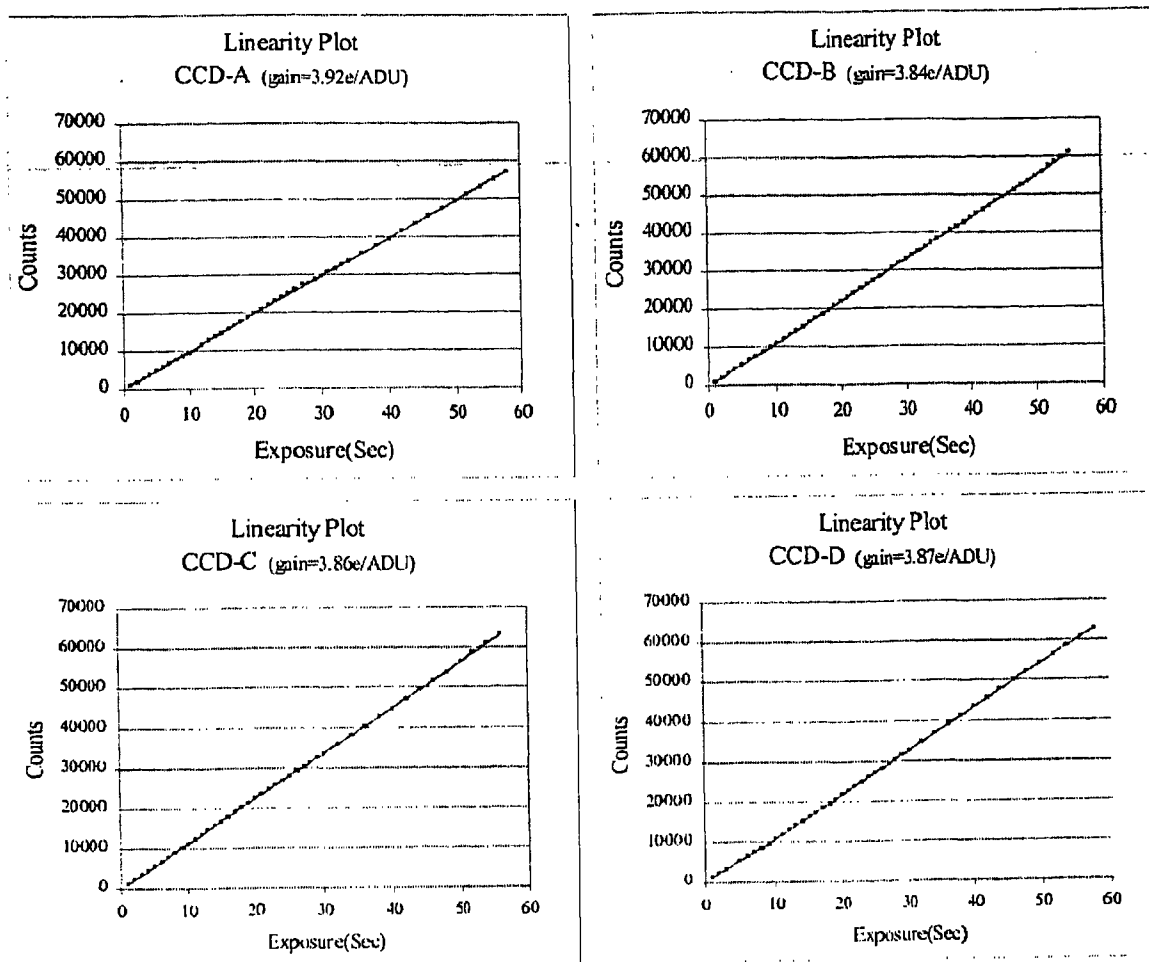 Linearity Plot
CCD-A (gain=3.92e/ADU)
70000
60000
50000
40000
30000
20000
10000
0
Counts
0 10 20 30 40 50 60
Exposure(Sec)
Linearity Plot
CCD-B (gain=3.84e/ADU)
70000
60000
50000
40000
30000
20000
10000
0
Counts
0 10 20 30 40 50 60
Exposure(Sec)
Linearity Plot
CCD-C (gain=3.86e/ADU)
70000
60000
50000
40000
30000
20000
10000
0
Counts
0 10 20 30 40 50 60
Exposure(Sec)
Linearity Plot
CCD-D (gain=3.87e/ADU)
70000
60000
50000
40000
30000
20000
10000
0
Counts
0 10 20 30 40 50 60
Exposure(Sec)